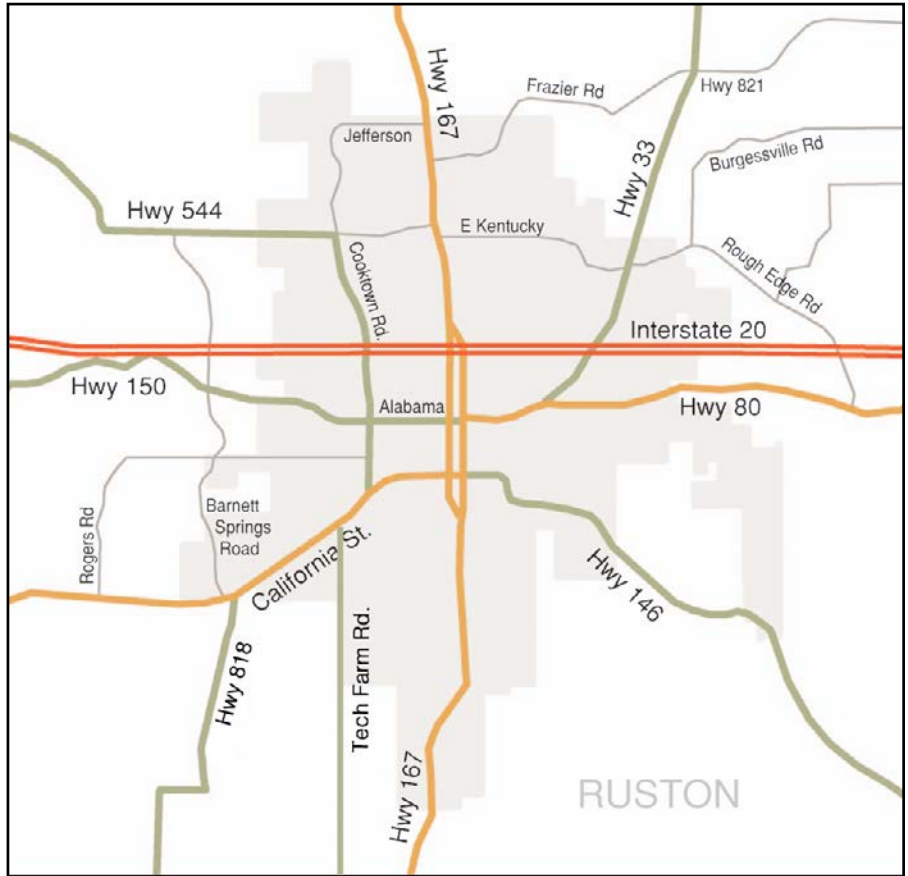 Hwy 167
Frazier Rd
Hwy 821
Jefferson
Burgessville Rd
Hwy 33
Hwy 544
E Kentucky
Cooktown Rd.
Rough Edge Rd
Interstate 20
Hwy 150
Alabama
Hwy 80
Rogers Rd
Barnett
Springs
Road
California St.
Hwy 146
Hwy 818
Tech Farm Rd.
Hwy 167
RUSTON